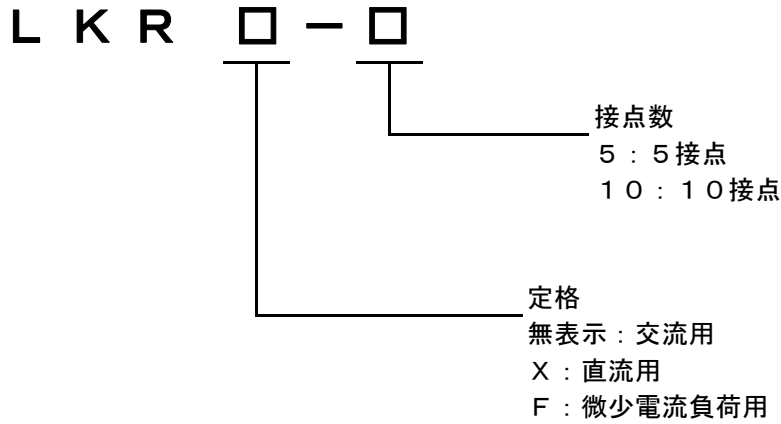 ＬＫＲ □－□
接点数
５：５接点
１０：１０接点
定格
無表示：交流用
Ｘ：直流用
Ｆ：微少電流負荷用